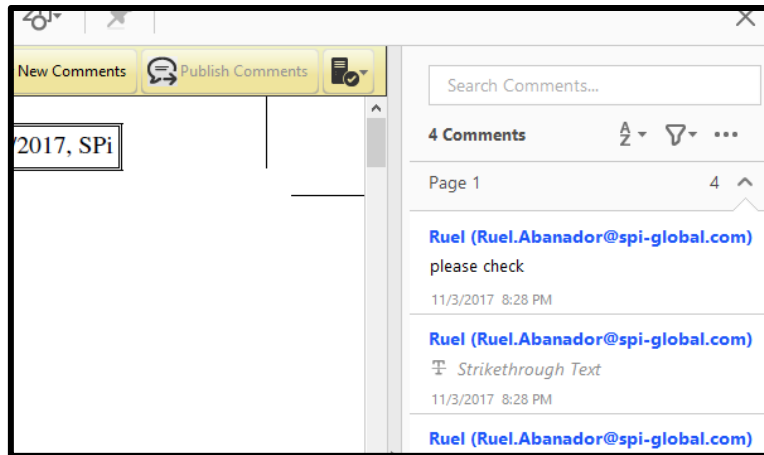 New Comments
Publish Comments
/2017, SPi
Search Comments...
4 Comments
A
Z
Page 1
4
Ruel (Ruel.Abanador@spi-global.com)
please check
11/3/2017 8:28 PM
Ruel (Ruel.Abanador@spi-global.com)
T Strikethrough Text
11/3/2017 8:28 PM
Ruel (Ruel.Abanador@spi-global.com)